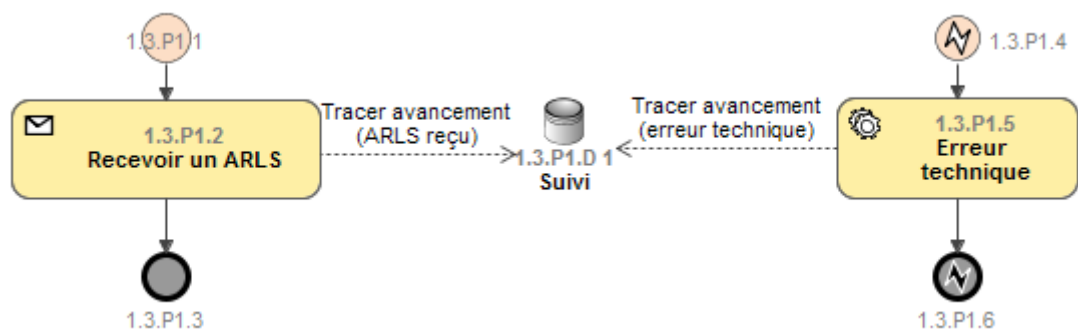 1.3.P1.1
1.3.P1.4
Tracer avancement
(ARLS reçu)
Tracer avancement
(erreur technique)
1.3.P1.2
Recevoir un ARLS
1.3.P1.D 1
Suivi
1.3.P1.5
Erreur
technique
1.3.P1.3
1.3.P1.6